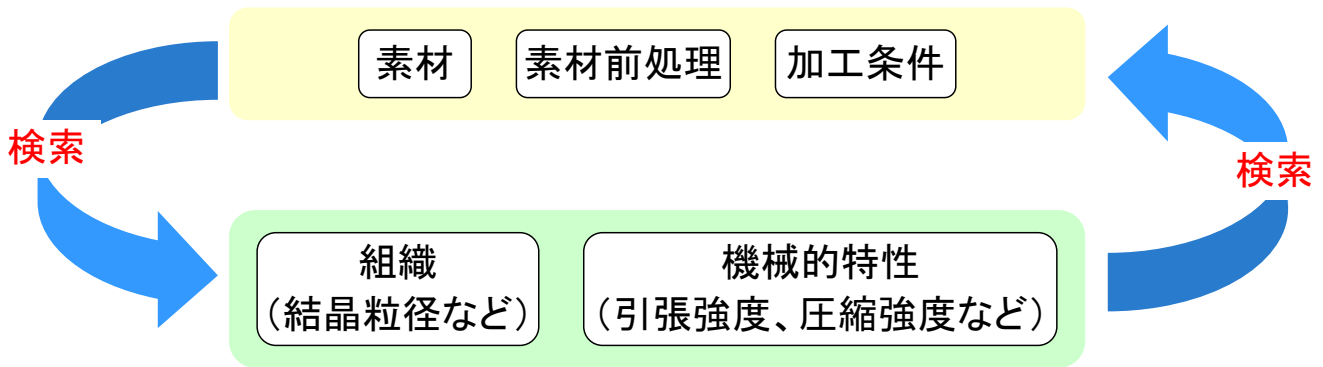 素材
素材前処理
加工条件
検索
検索
組織
（結晶粒径など）
機械的特性
（引張強度、圧縮強度など）